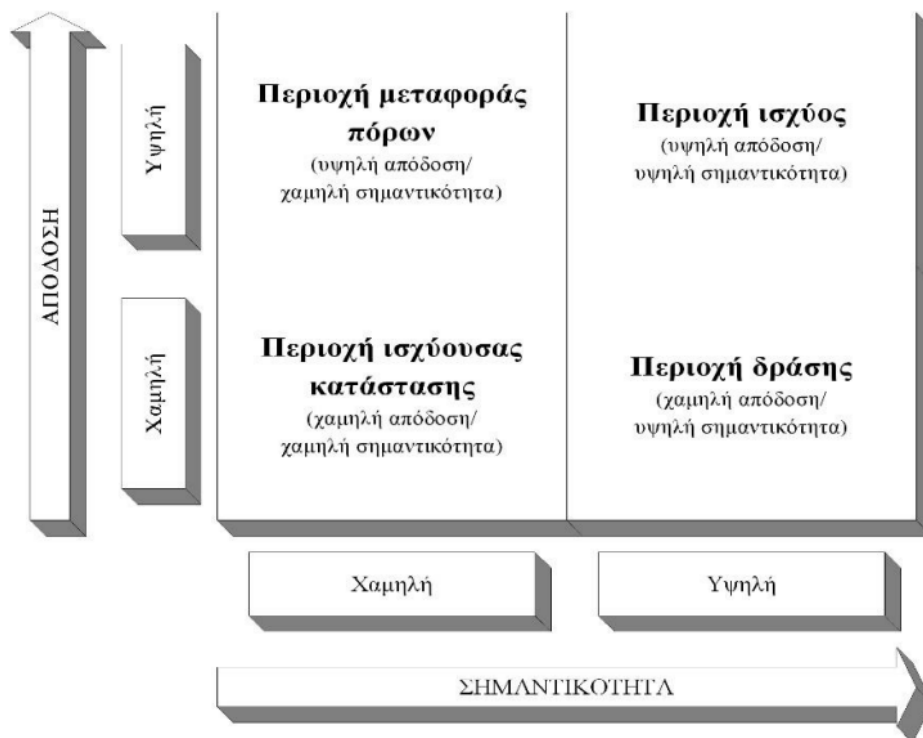 ΑΠΟΔΟΣΗ
Υψηλή
Χαμηλή
Περιοχή μεταφοράς
πόρων
(υψηλή απόδοση/
χαμηλή σημαντικότητα)
Περιοχή ισχύος
(υψηλή απόδοση/
υψηλή σημαντικότητα)
Περιοχή ισχύουσας
κατάστασης
(χαμηλή απόδοση/
χαμηλή σημαντικότητα)
Περιοχή δράσης
(χαμηλή απόδοση/
υψηλή σημαντικότητα)
Χαμηλή
Υψηλή
ΣΗΜΑΝΤΙΚΟΤΗΤΑ